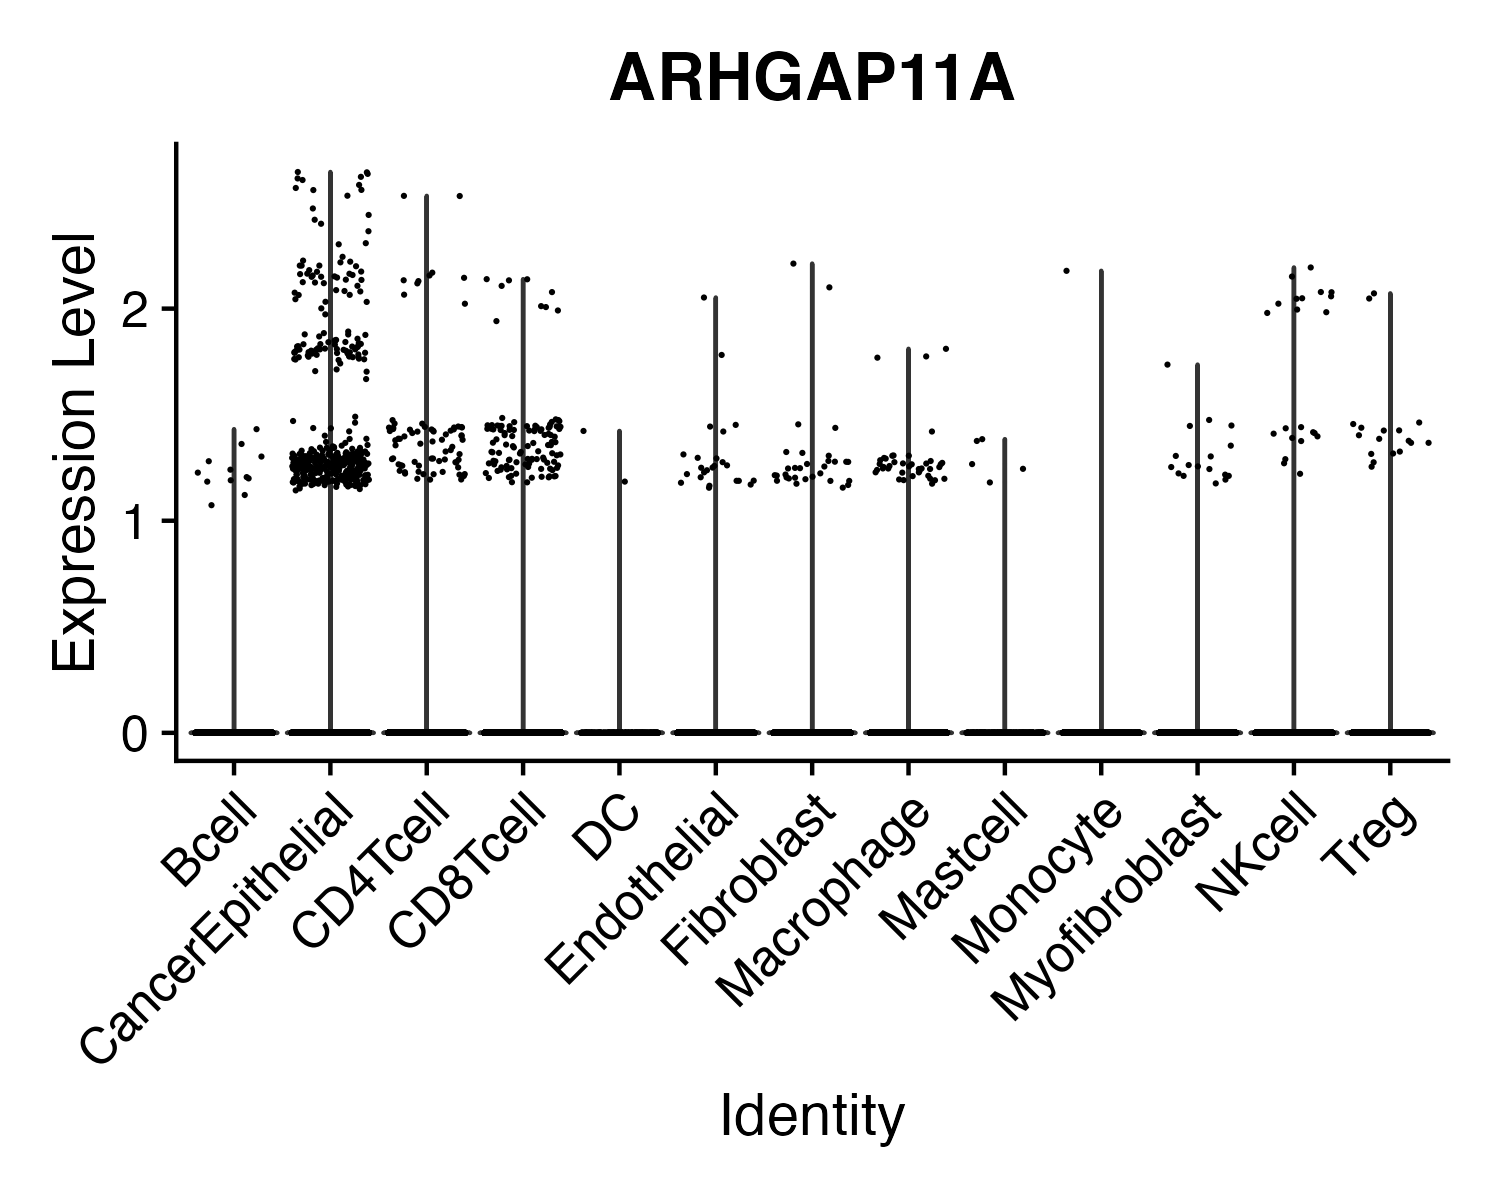 ARHGAP11A
Expression Level
2
1
0
Bcell
CancerEpithelial
CD4Tcell
CD8Tcell
DC
Endothelial
Fibroblast
Macrophage
Mastcell
Monocyte
Myofibroblast
NKcell
Treg
Identity